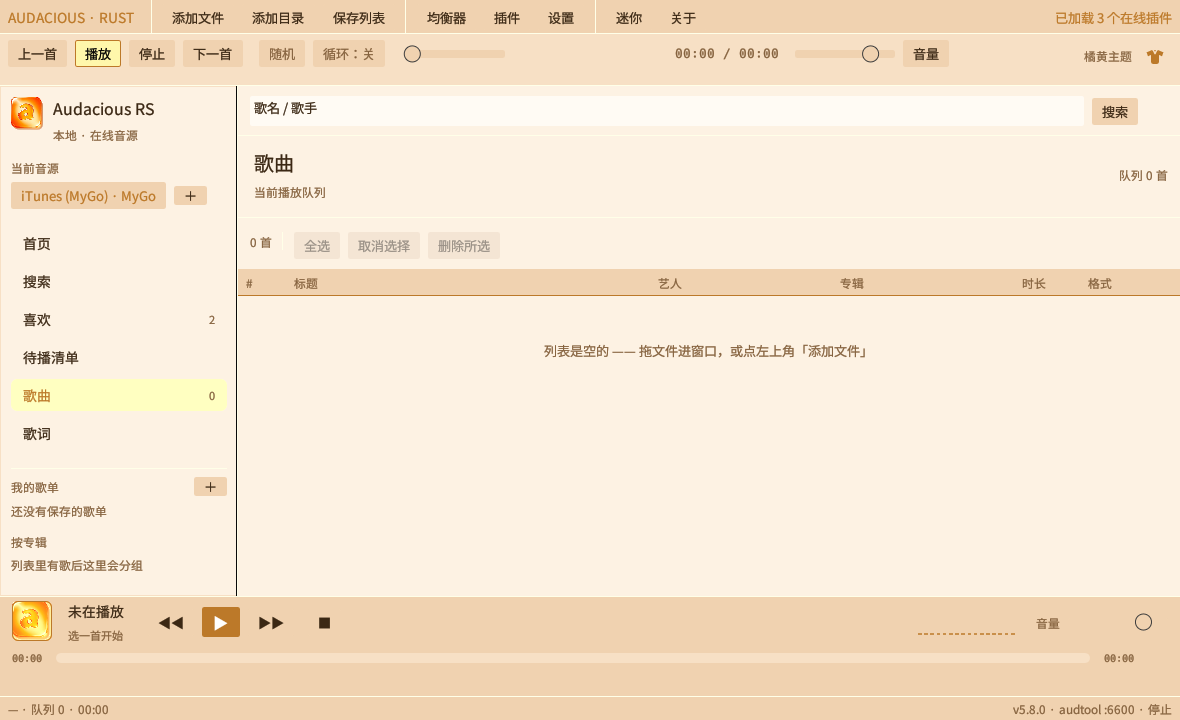 AUDACIOUS · RUST 添加文件 添加目录 保存列表 均衡器 插件 设置 迷你 关于 已加载 3 个在线插件
上一首 播放 停止 下一首 随机 循环：关 00:00 / 00:00 音量 橘黄主题
Audacious RS
本地 · 在线音源
当前音源
iTunes (MyGo) · MyGo +
首页
搜索
喜欢 2
待播清单
歌曲 0
歌词
我的歌单 +
还没有保存的歌单
按专辑
列表里有歌后这里会分组
歌名 / 歌手 搜索
歌曲
当前播放队列 队列 0 首
0 首 全选 取消选择 删除所选
# 标题 艺人 专辑 时长 格式
列表是空的 —— 拖文件进窗口，或点左上角「添加文件」
未在播放
选一首开始 音量
00:00 00:00
— · 队列 0 · 00:00 v5.8.0 · audtool :6600 · 停止